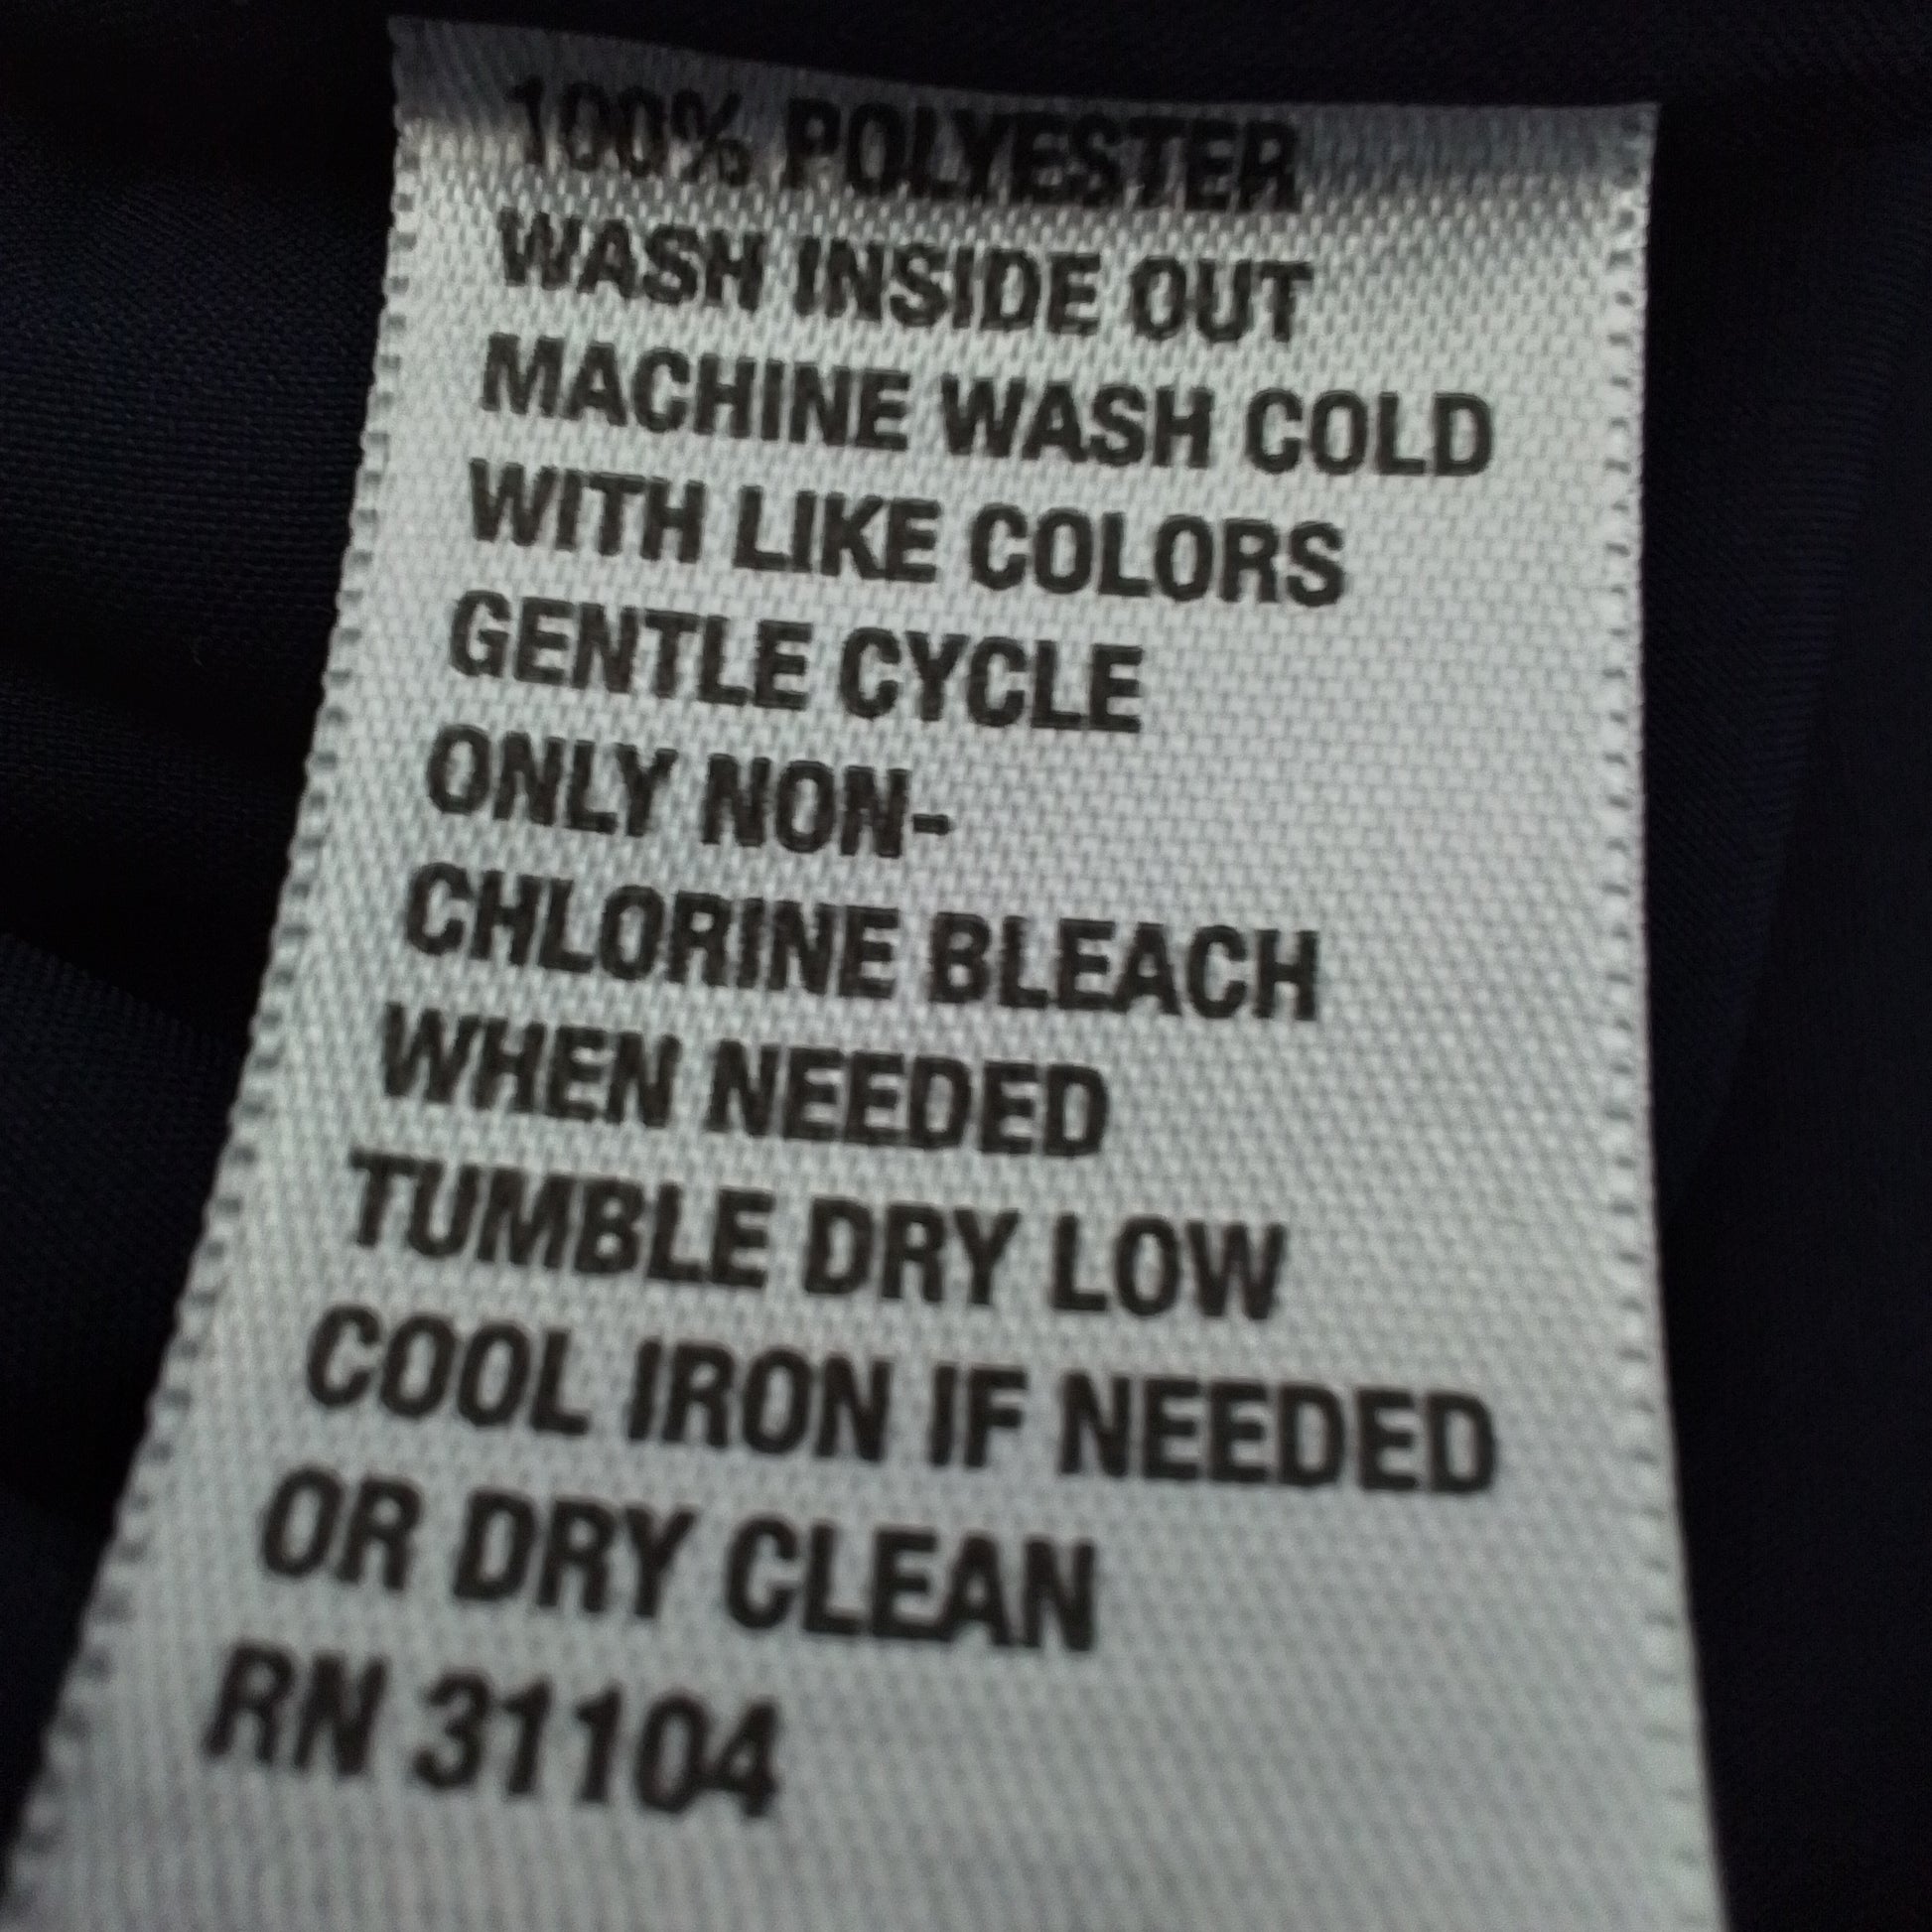 100% POLYESTER
WASH INSIDE OUT
MACHINE WASH COLD
WITH LIKE COLORS
GENTLE CYCLE
ONLY NON-
CHLORINE BLEACH
WHEN NEEDED
TUMBLE DRY LOW
COOL IRON IF NEEDED
OR DRY CLEAN
RN 31104